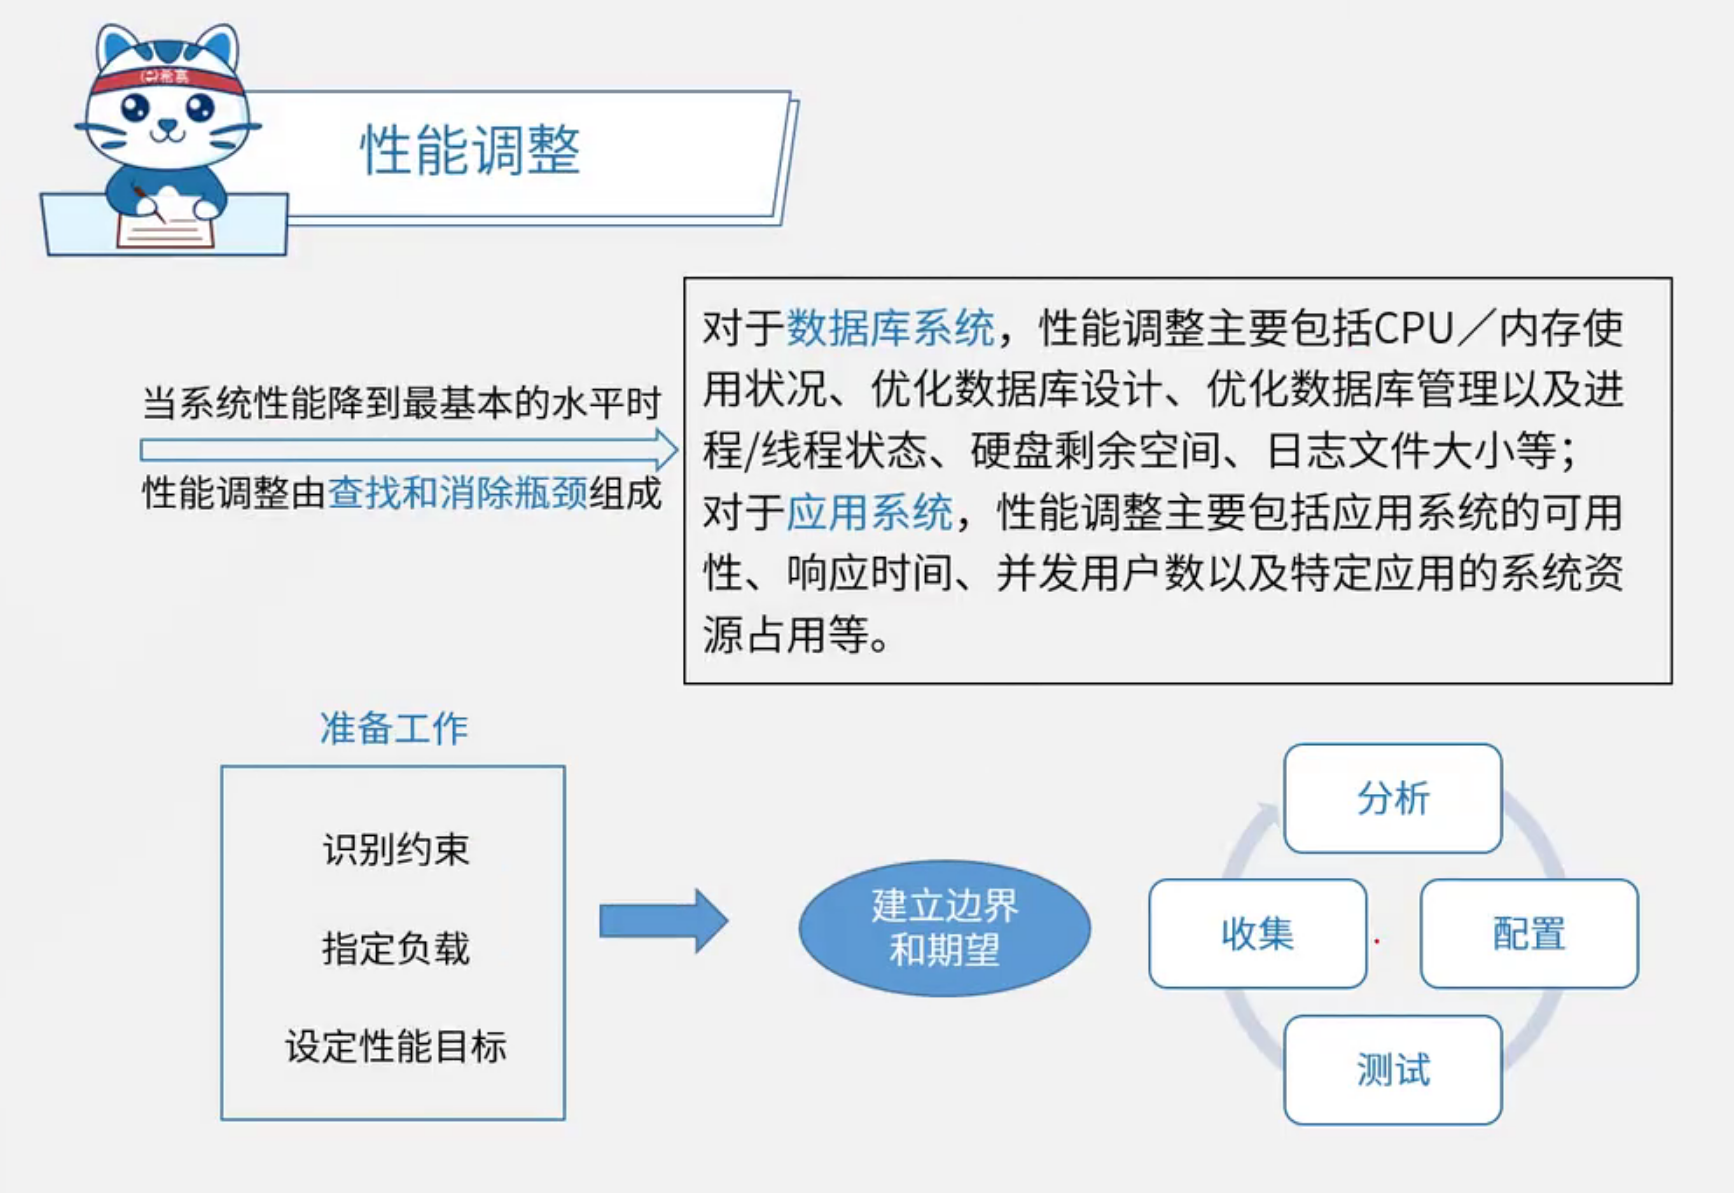 希赛
性能调整
当系统性能降到最基本的水平时
性能调整由查找和消除瓶颈组成
对于数据库系统，性能调整主要包括CPU／内存使
用状况、优化数据库设计、优化数据库管理以及进
程/线程状态、硬盘剩余空间、日志文件大小等；
对于应用系统，性能调整主要包括应用系统的可用
性、响应时间、并发用户数以及特定应用的系统资
源占用等。
准备工作
识别约束
指定负载
设定性能目标
建立边界
和期望
分析
收集
配置
测试